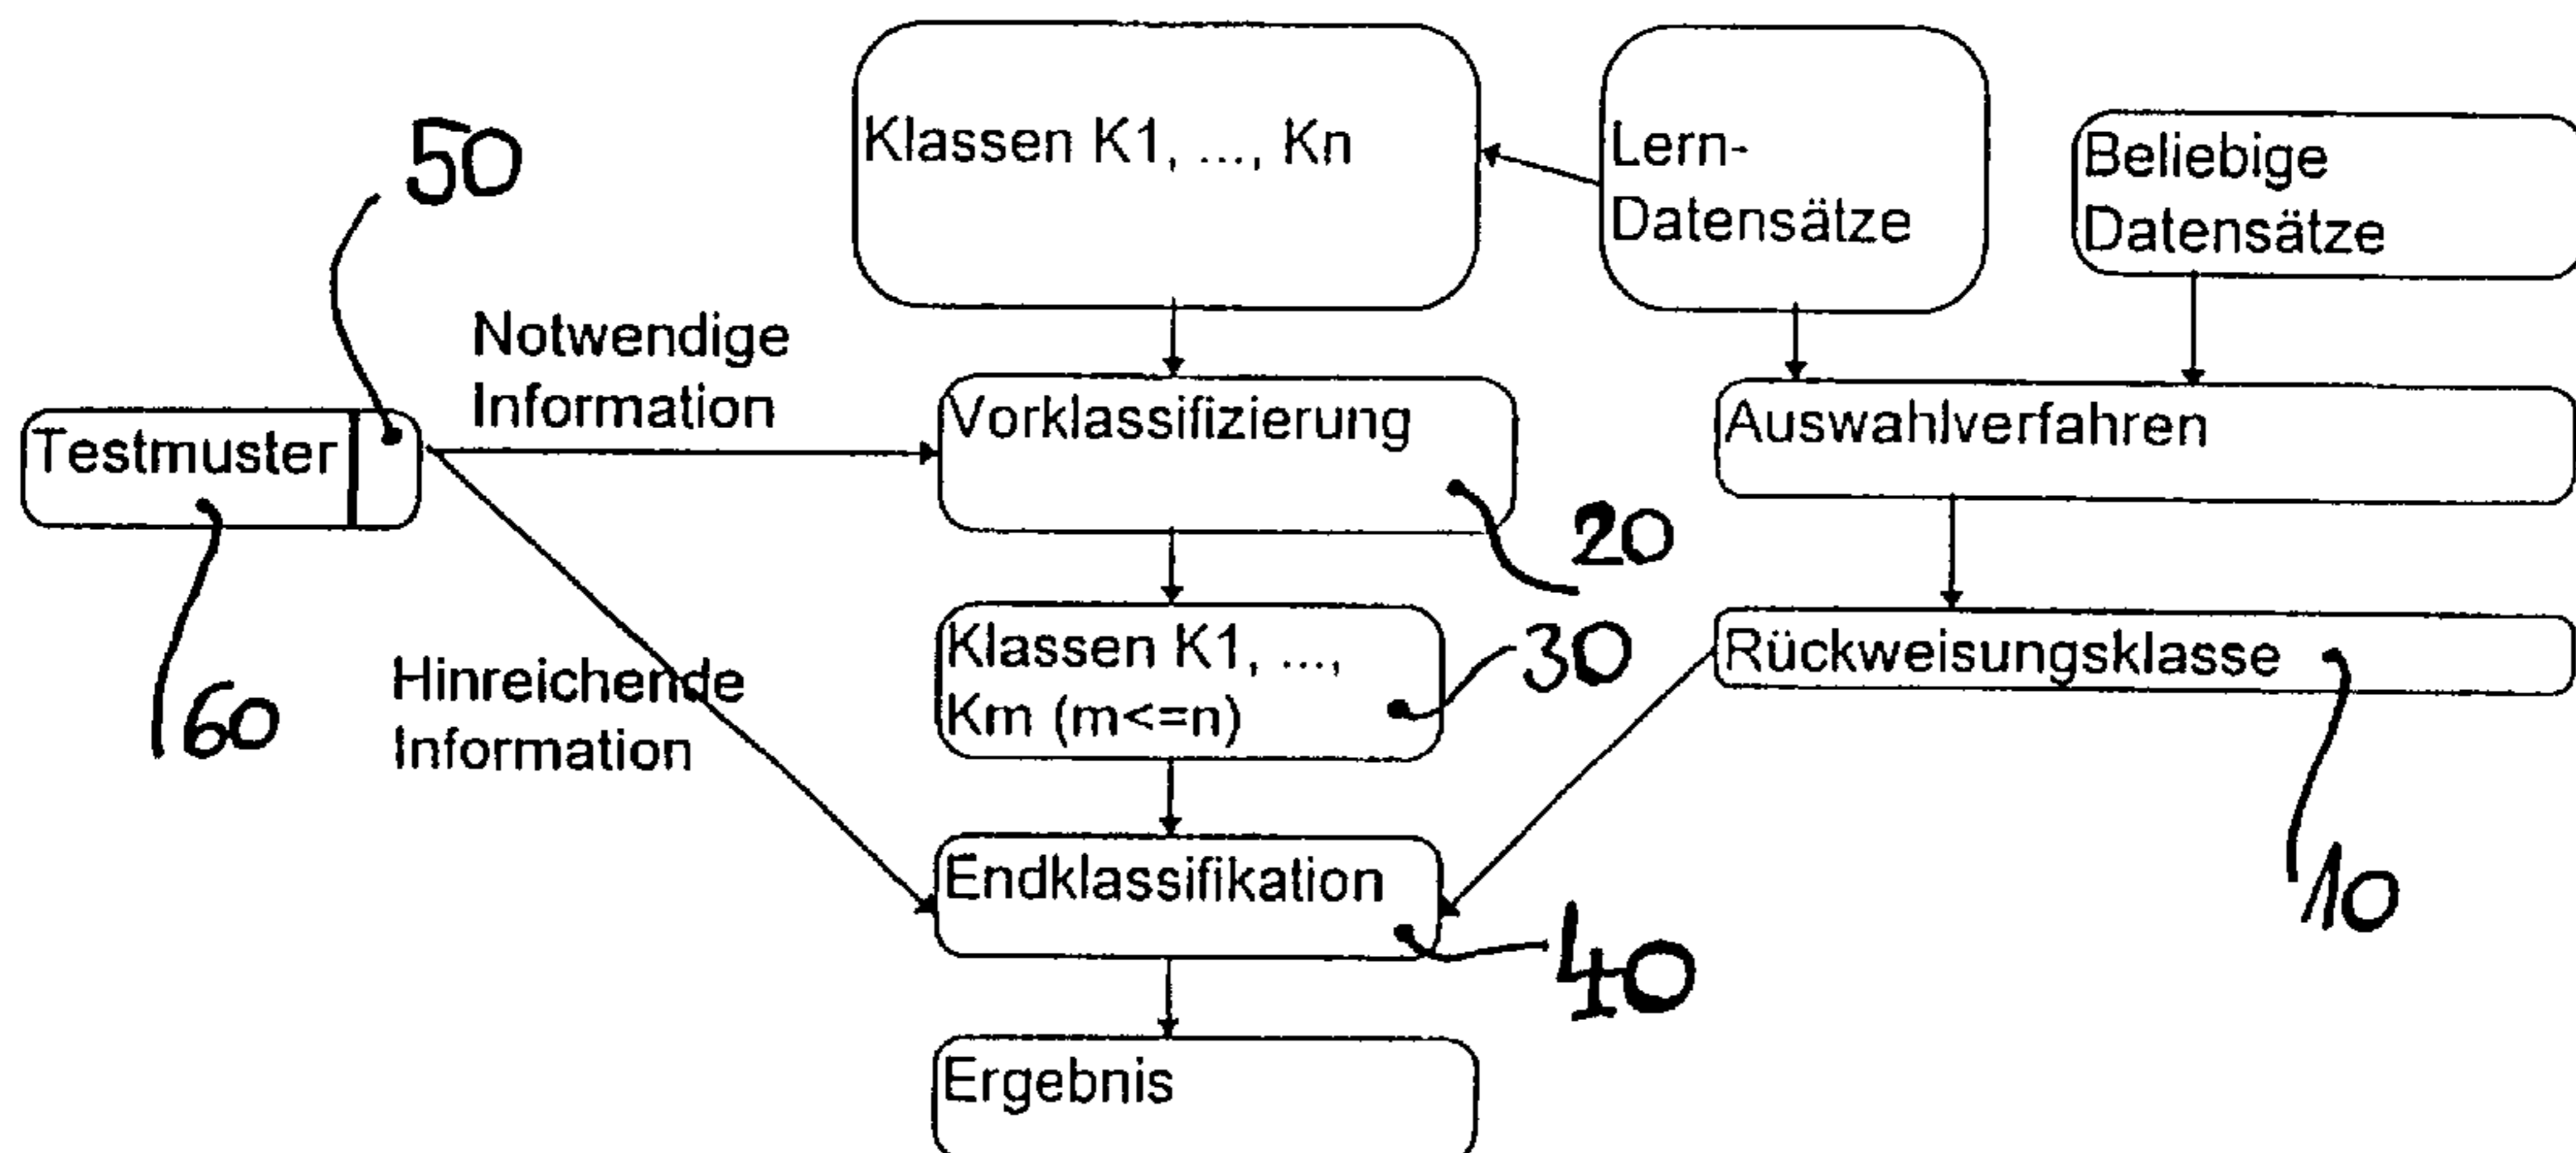 Klassen K1, ..., Kn
Lern-
Datensätze
Beliebige
Datensätze
50
Notwendige
Information
Testmuster
Vorklassifizierung
Auswahlverfahren
20
Klassen K1, ...,
Km (m<=n)
30
Rückweisungsklasse
Hinreichende
Information
60
10
Endklassifikation
40
Ergebnis